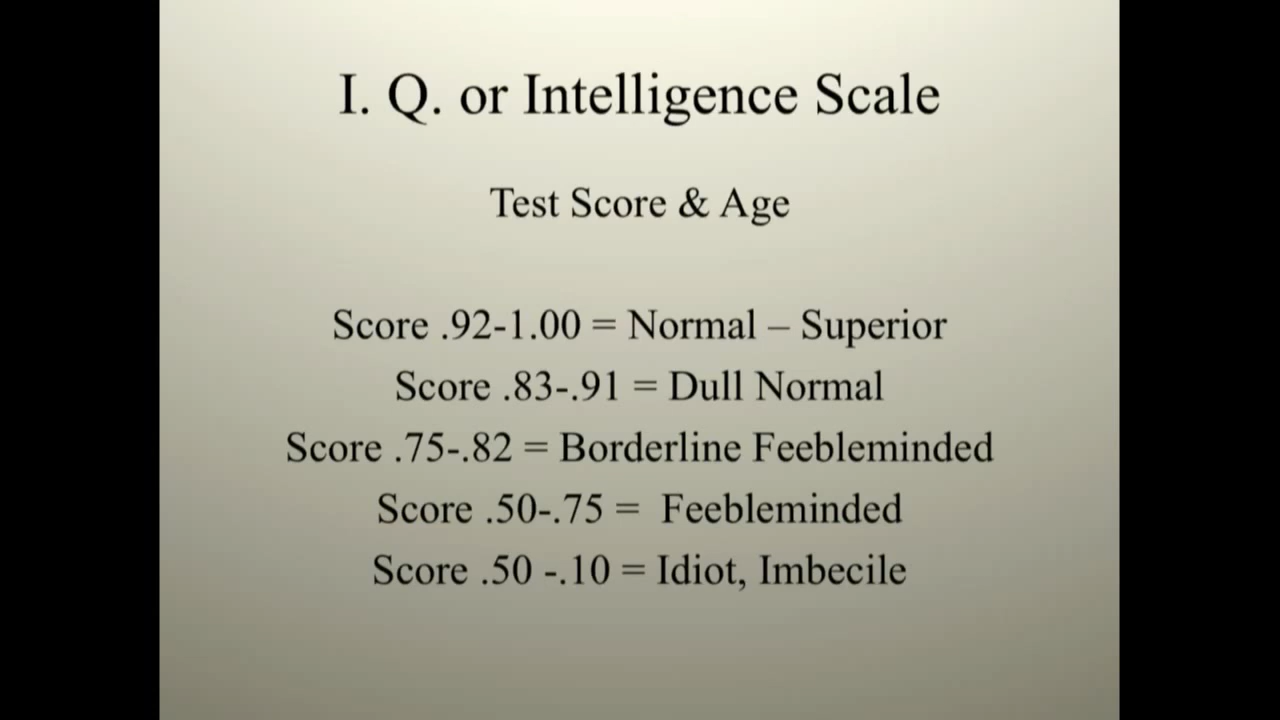 I. Q. or Intelligence Scale
Test Score & Age
Score .92-1.00 = Normal – Superior
Score .83-.91 = Dull Normal
Score .75-.82 = Borderline Feebleminded
Score .50-.75 =  Feebleminded
Score .50 -.10 = Idiot, Imbecile